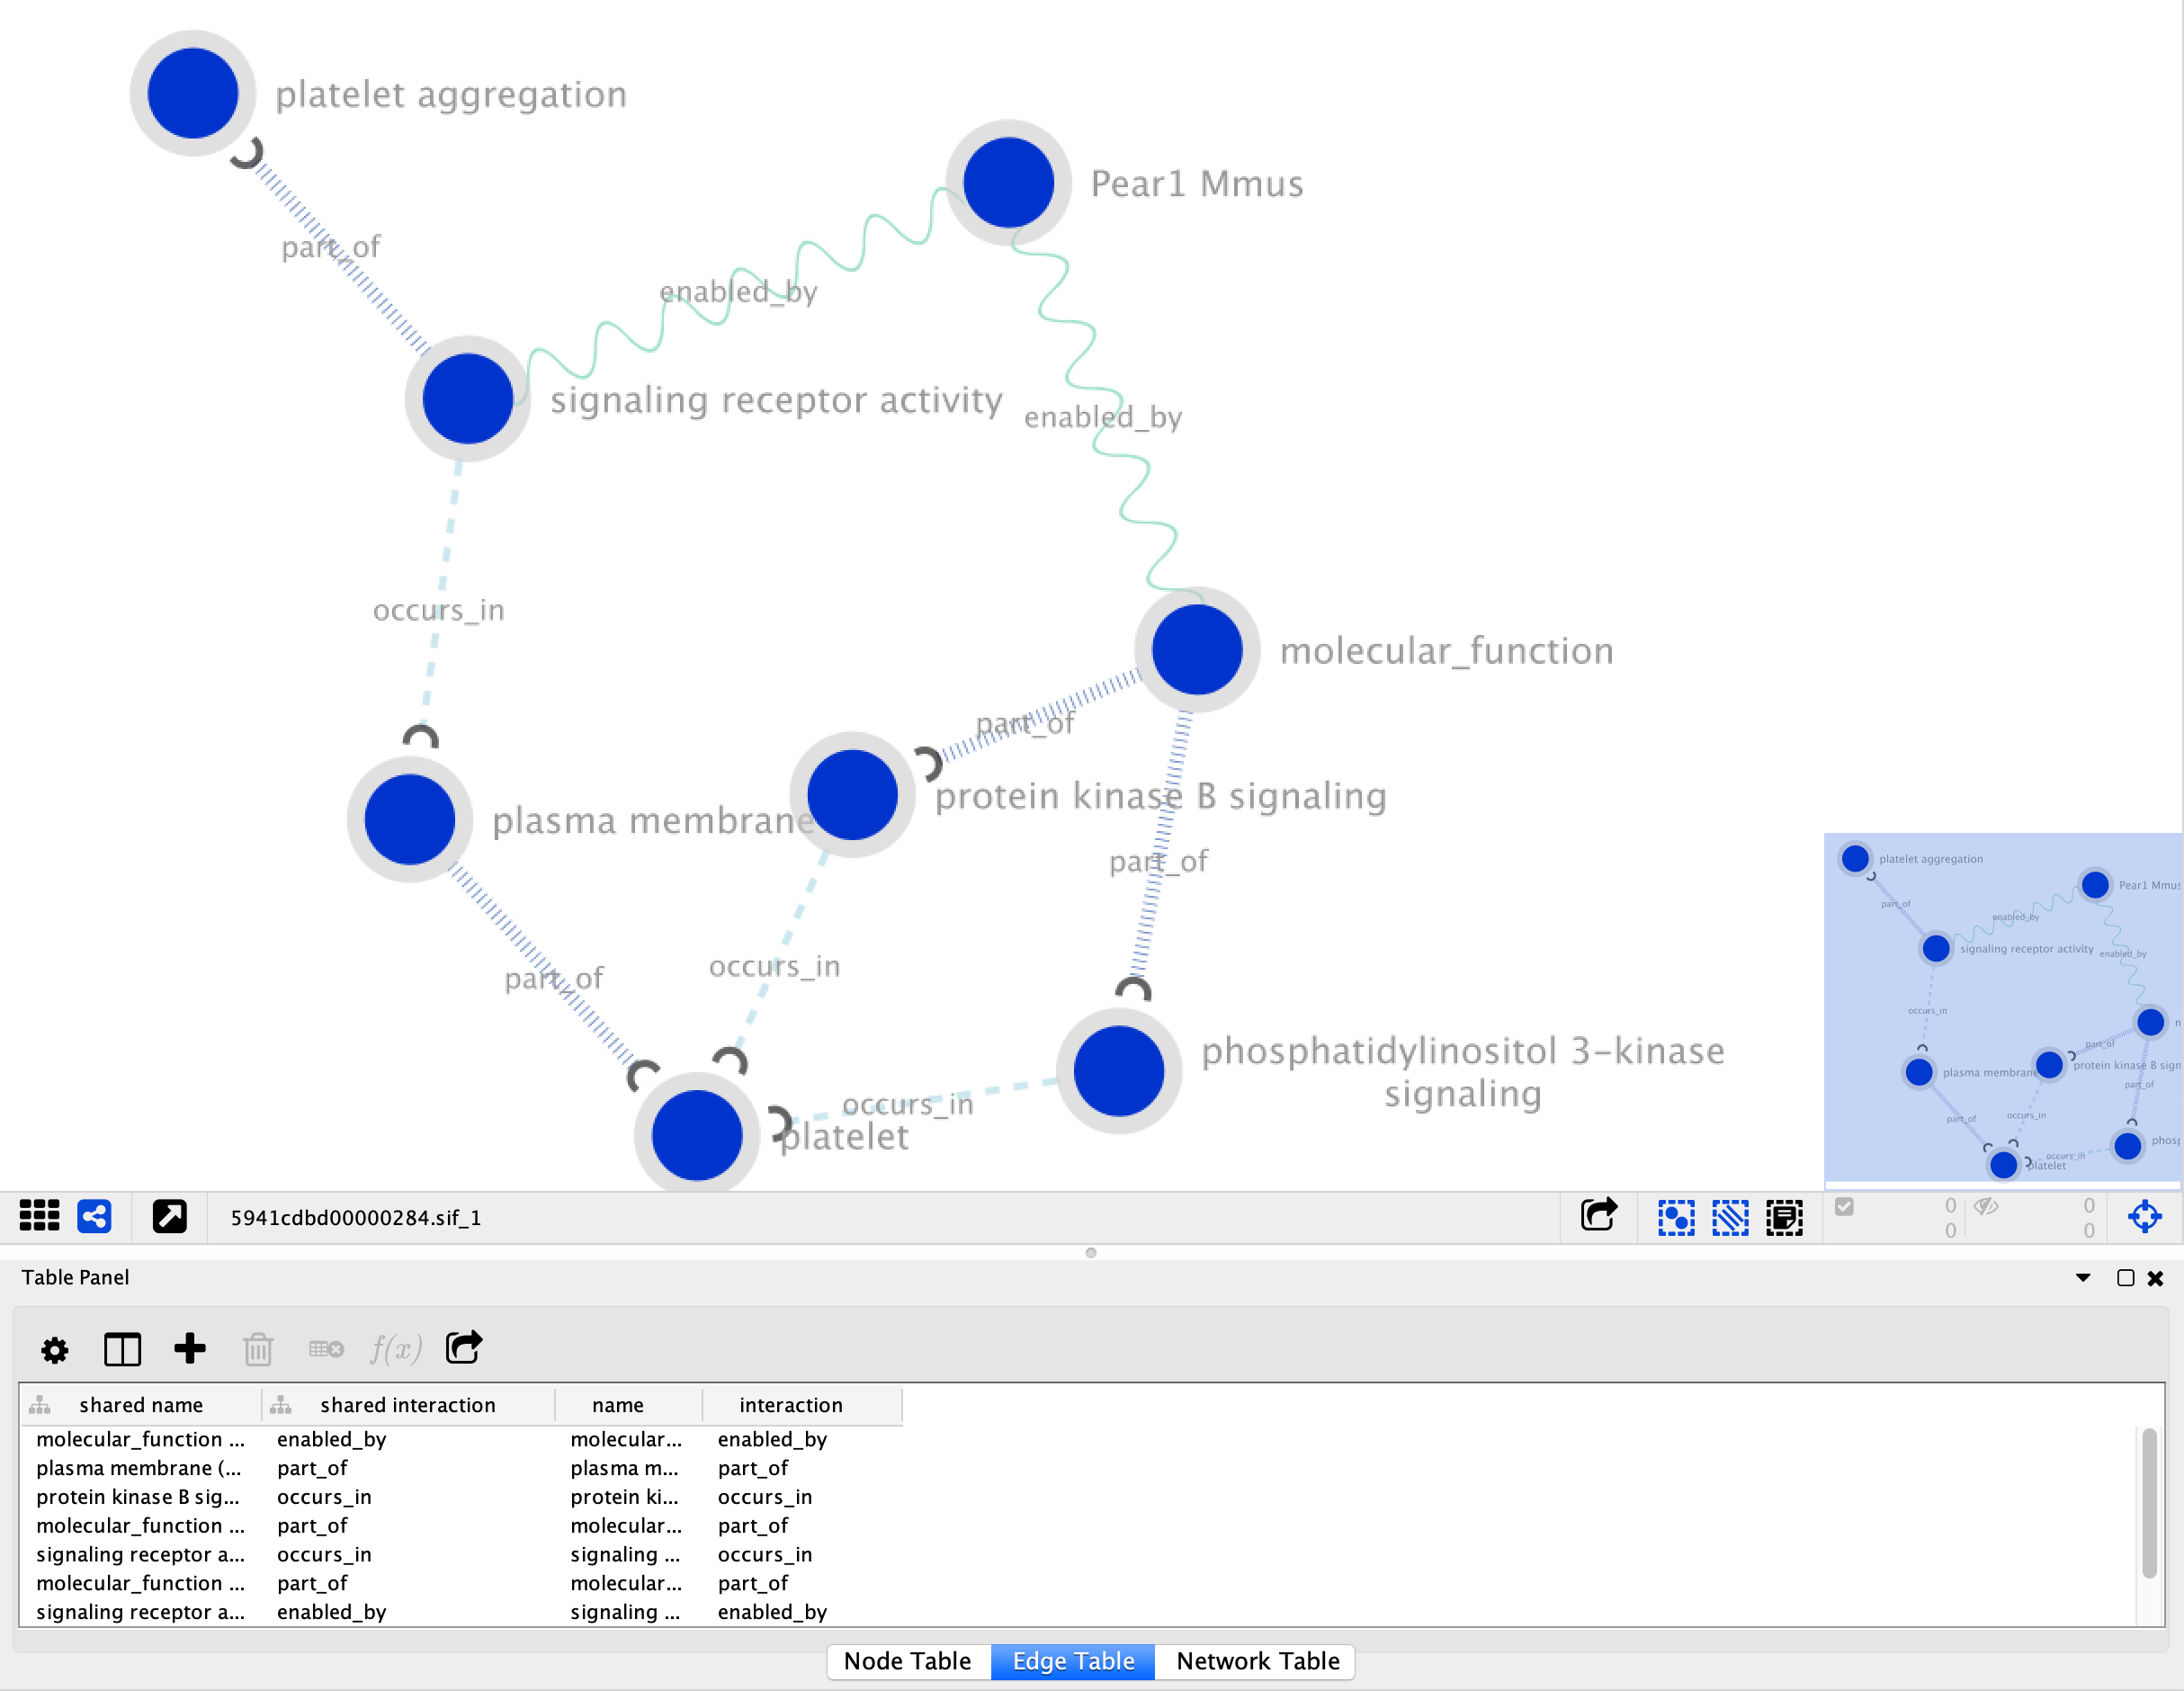 platelet aggregation
Pear1 Mmus
part_of
enabled_by
signaling receptor activity
enabled_by
occurs_in
molecular_function
part_of
protein kinase B signaling
plasma membrane
part_of
occurs_in
part_of
phosphatidylinositol 3-kinase
signaling
occurs_in
platelet
platelet aggregation
Pear1 Mmus
part_of
enabled_by
signaling receptor activity
enabled_by
occurs_in
part_of
protein kinase B sign
plasma membrane
part_of
occurs_in
part_of
phosp
occurs_in
platelet
5941cdbd00000284.sif_1
0 0
0 0
Table Panel
f(x)
shared name shared interaction name interaction
molecular_function ... enabled_by molecular... enabled_by
plasma membrane (... part_of plasma m... part_of
protein kinase B sig... occurs_in protein ki... occurs_in
molecular_function ... part_of molecular... part_of
signaling receptor a... occurs_in signaling ... occurs_in
molecular_function ... part_of molecular... part_of
signaling receptor a... enabled_by signaling ... enabled_by
Node Table Edge Table Network Table